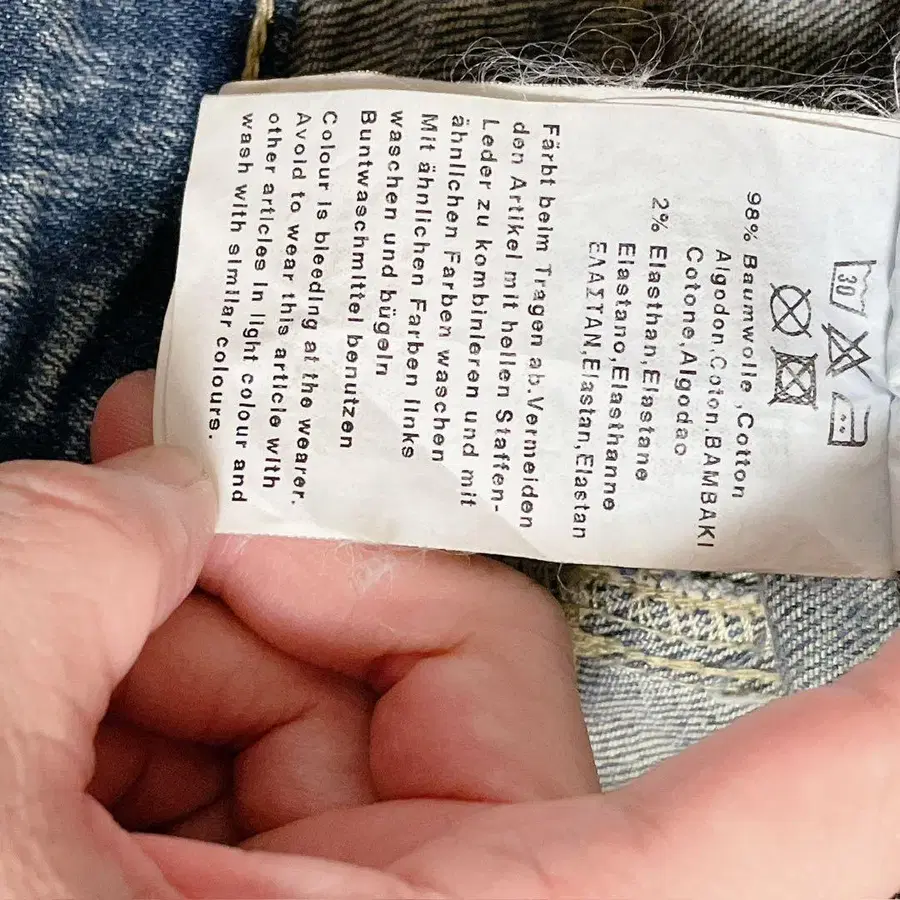 30
98% Baumwolle ,Cotton
Algodon,Coton,BAMBAKI
Cotone,Algodao
2% Elasthan,Elastane
Elastano,Elasthanne
ΕΛΑΣΤΑΝ,Elastan,Elastan
Färbt beim Tragen ab.Vermeiden
den Artikel mit hellen Staffen-
Leder zu kombinieren und mit
ähnlichen Farben waschen
Mit ähnlichen Farben links
waschen und bügeln
Buntwaschmittel benutzen
Colour is bleeding at the wearer.
Avoid to wear this article with
other articles in light colour and
wash with similar colours.